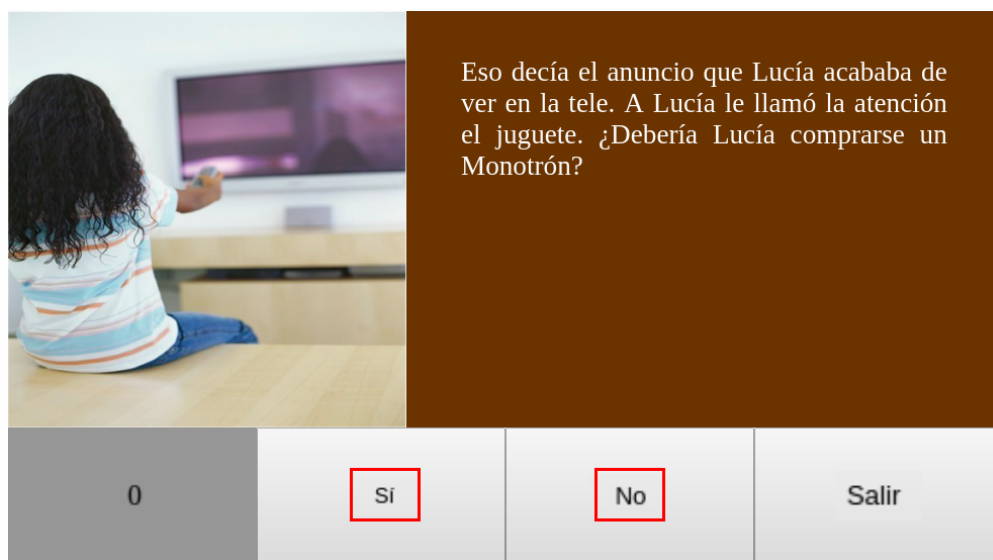 Eso decía el anuncio que Lucía acababa de
ver en la tele. A Lucía le llamó la atención
el juguete. ¿Debería Lucía comprarse un
Monotrón?
0
Sí
No
Salir